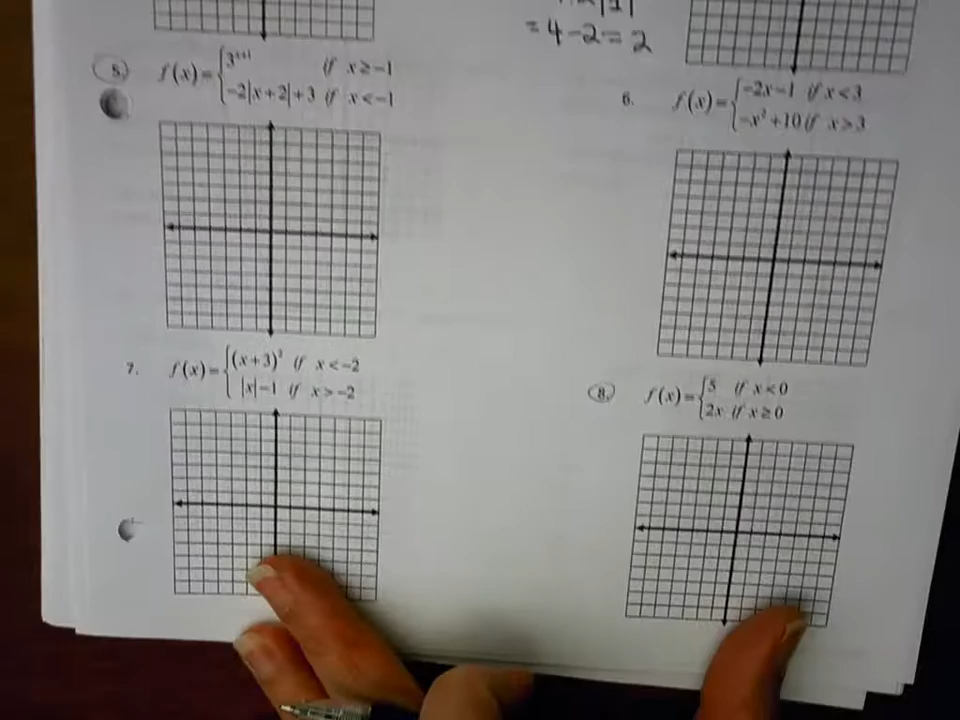 = 4 - 2 = 2
5. f(x) = { 3^(x+1) if x ≥ -1
-2|x+2| + 3 if x < -1
6. f(x) = { -2x - 1 if x < 3
-x² + 10 if x > 3
7. f(x) = { (x+3)² if x < -2
|x| - 1 if x > -2
8. f(x) = { 5 if x < 0
2x if x ≥ 0